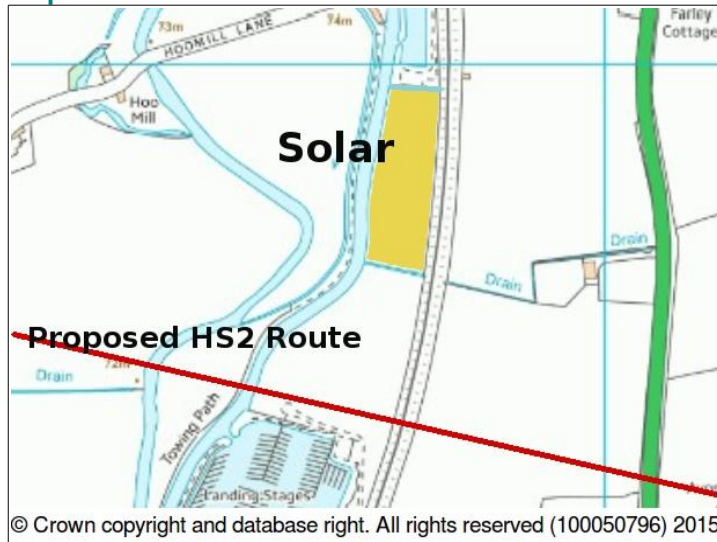 73m
HOOMILL LANE
74m
Farley
Cottage
Hoo
Mill
Solar
Drain
Drain
Proposed HS2 Route
72m
Drain
Towing Path
Landing Stages
© Crown copyright and database right. All rights reserved (100050796) 2015